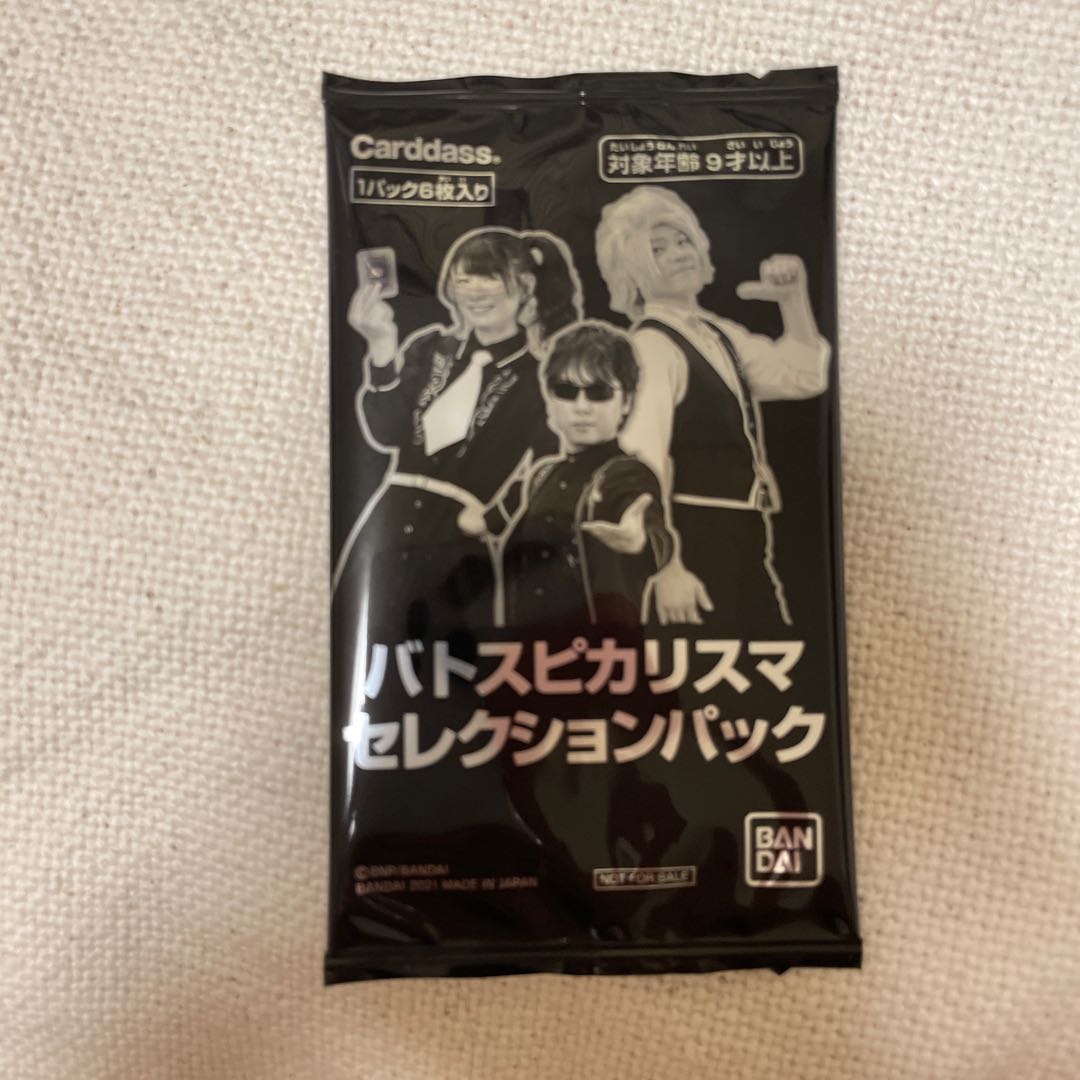 Carddass®
1パック6枚入り
たいしょうねんれい さい いじょう
対象年齢 9才以上
バトスピカリスマ
セレクションパック
BAN
DAI
©BNP/BANDAI
BANDAI 2021 MADE IN JAPAN
NOT FOR SALE